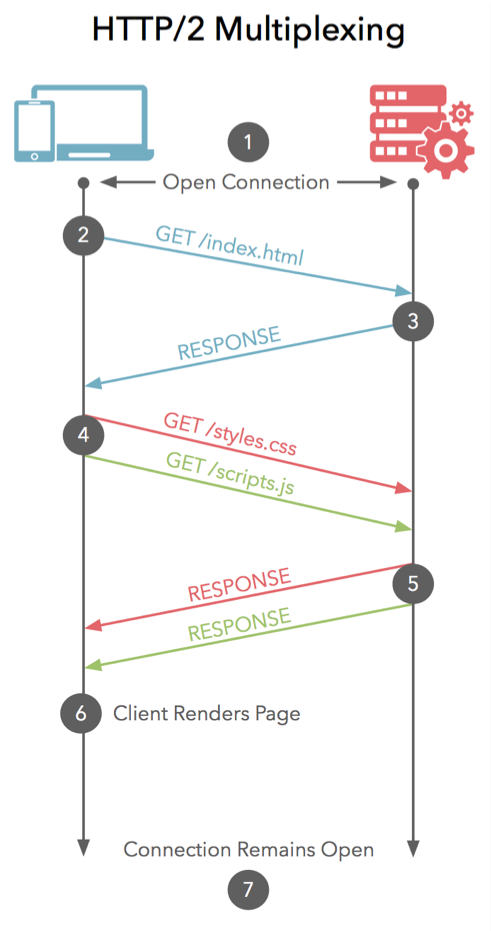 HTTP/2 Multiplexing
1
Open Connection
2
GET /index.html
3
RESPONSE
4
GET /styles.css
GET /scripts.js
5
RESPONSE
RESPONSE
6 Client Renders Page
Connection Remains Open
7